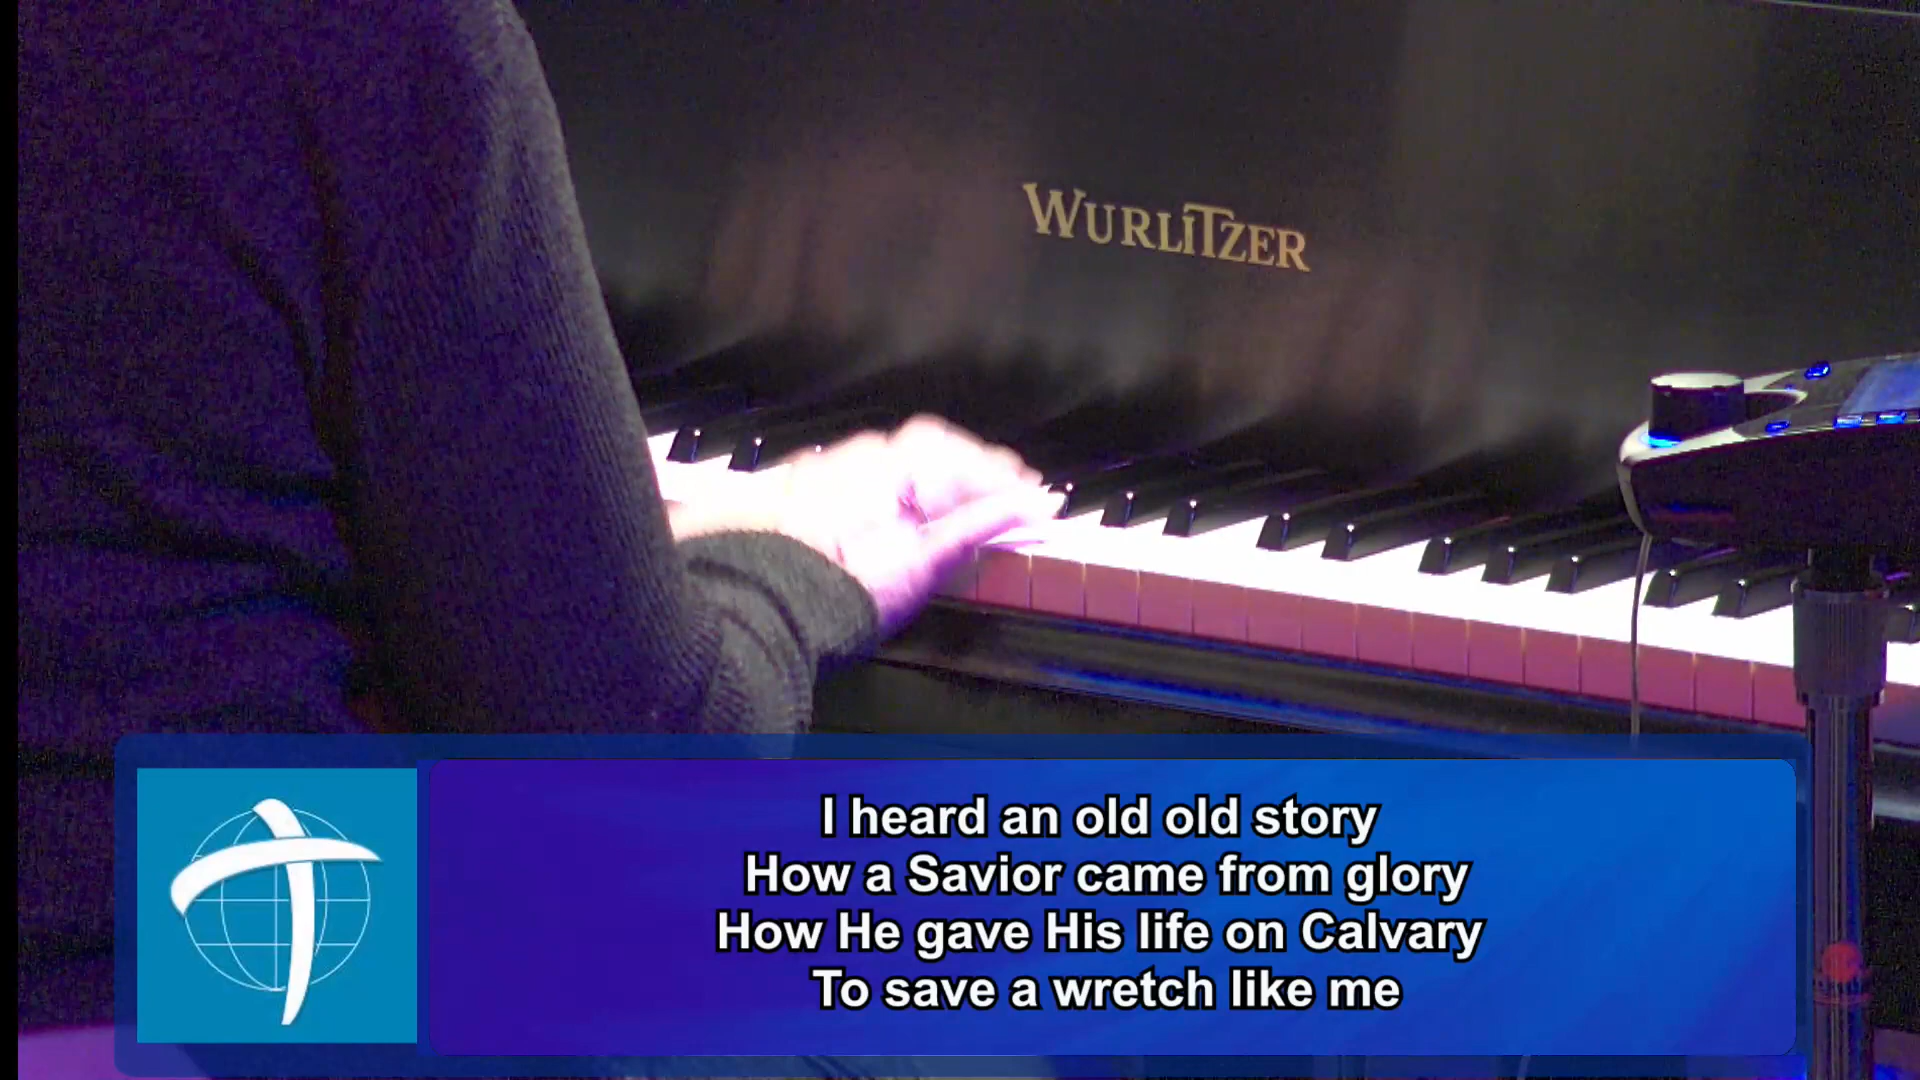 WURLITZER
I heard an old old story
How a Savior came from glory
How He gave His life on Calvary
To save a wretch like me